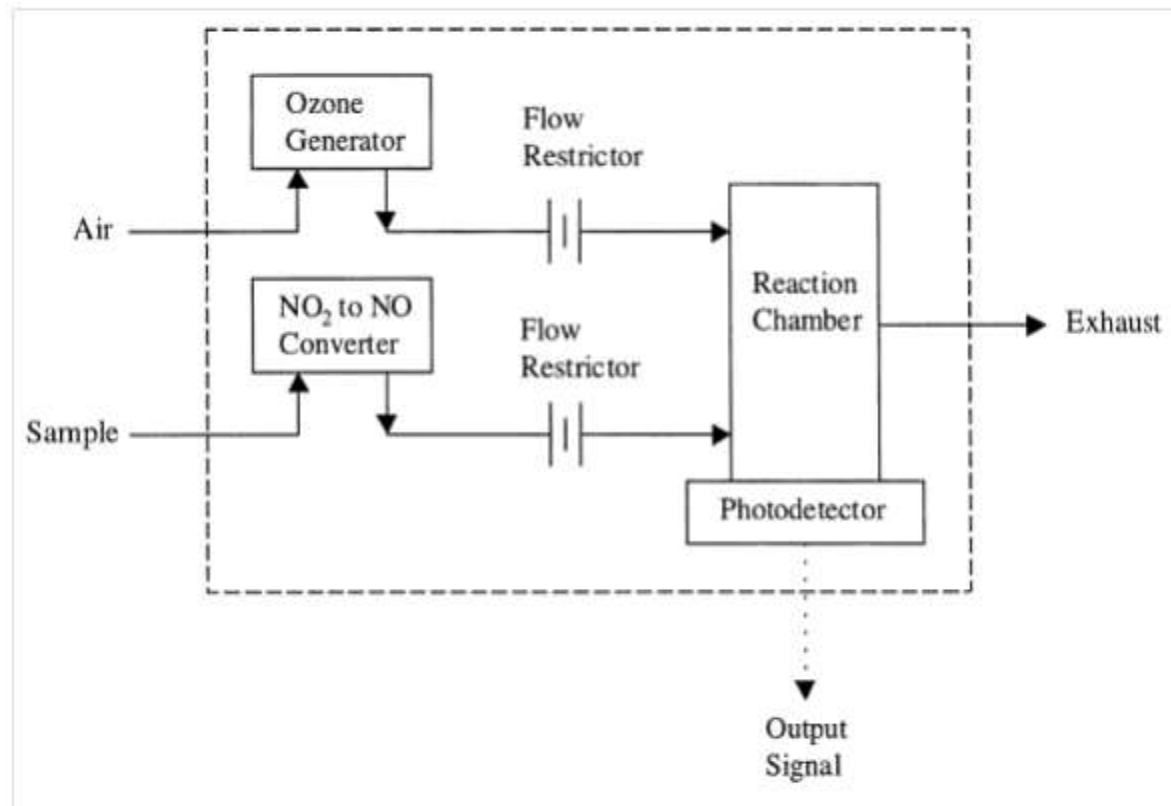 Ozone
Generator
Flow
Restrictor
Air
NO₂ to NO
Converter
Flow
Restrictor
Reaction
Chamber
Exhaust
Sample
Photodetector
Output
Signal